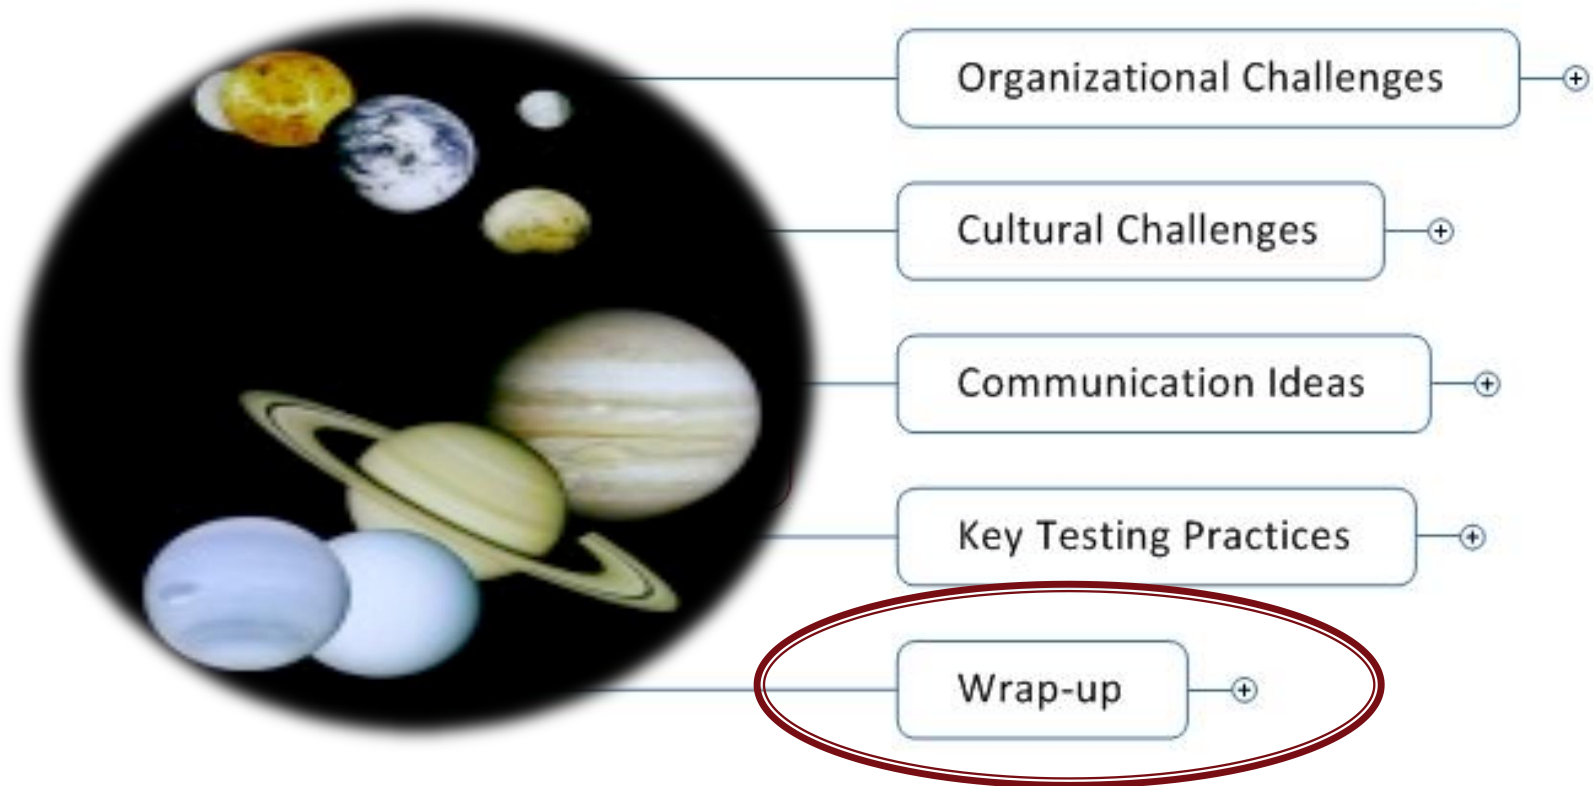 Organizational Challenges
Cultural Challenges
Communication Ideas
Key Testing Practices
Wrap-up